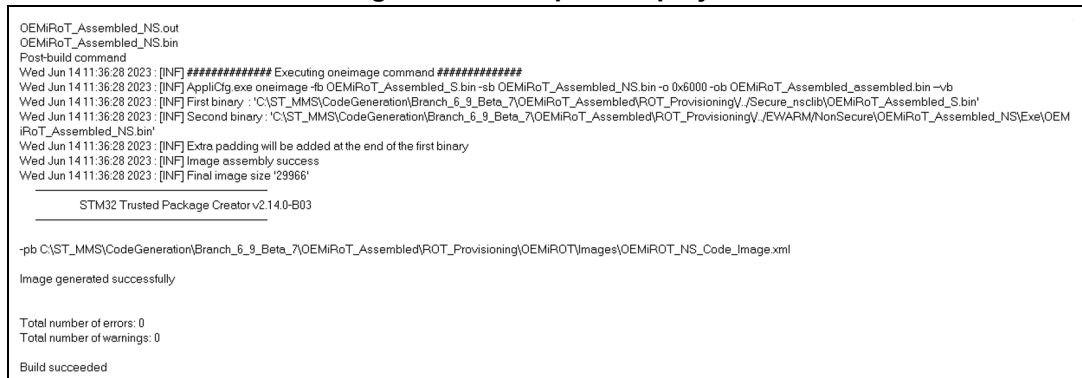 OEMiRoT_Assembled_NS.out
OEMiRoT_Assembled_NS.bin
Post-build command
Wed Jun 14 11:36:28 2023 : [INF] ############## Executing oneimage command ##############
Wed Jun 14 11:36:28 2023 : [INF] AppliCfg.exe oneimage -fb OEMiRoT_Assembled_S.bin -sb OEMiRoT_Assembled_NS.bin -o 0x6000 -ob OEMiRoT_Assembled_assembled.bin --vb
Wed Jun 14 11:36:28 2023 : [INF] First binary : 'C:\ST_MMS\CodeGeneration\Branch_6_9_Beta_7\OEMiRoT_Assembled\ROT_Provisioning\/../Secure_nsclib\OEMiRoT_Assembled_S.bin'
Wed Jun 14 11:36:28 2023 : [INF] Second binary : 'C:\ST_MMS\CodeGeneration\Branch_6_9_Beta_7\OEMiRoT_Assembled\ROT_Provisioning\/../EWARM/NonSecure\OEMiRoT_Assembled_NS\Exe\OEM
iRoT_Assembled_NS.bin'
Wed Jun 14 11:36:28 2023 : [INF] Extra padding will be added at the end of the first binary
Wed Jun 14 11:36:28 2023 : [INF] Image assembly success
Wed Jun 14 11:36:28 2023 : [INF] Final image size '29966'
STM32 Trusted Package Creator v2.14.0-B03
-pb C:\ST_MMS\CodeGeneration\Branch_6_9_Beta_7\OEMiRoT_Assembled\ROT_Provisioning\OEMiROT\Images\OEMiROT_NS_Code_Image.xml
Image generated successfully
Total number of errors: 0
Total number of warnings: 0
Build succeeded